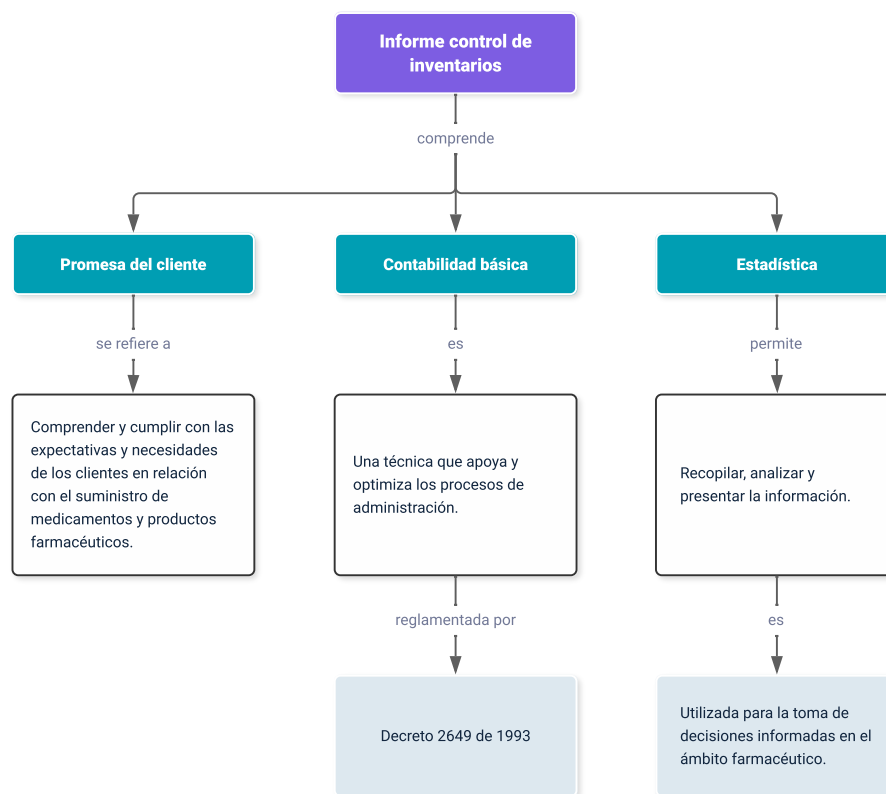 Informe control de
inventarios
comprende
Promesa del cliente
Contabilidad básica
Estadística
se refiere a
es
permite
Comprender y cumplir con las
expectativas y necesidades
de los clientes en relación
con el suministro de
medicamentos y productos
farmacéuticos.
Una técnica que apoya y
optimiza los procesos de
administración.
Recopilar, analizar y
presentar la información.
reglamentada por
es
Decreto 2649 de 1993
Utilizada para la toma de
decisiones informadas en el
ámbito farmacéutico.